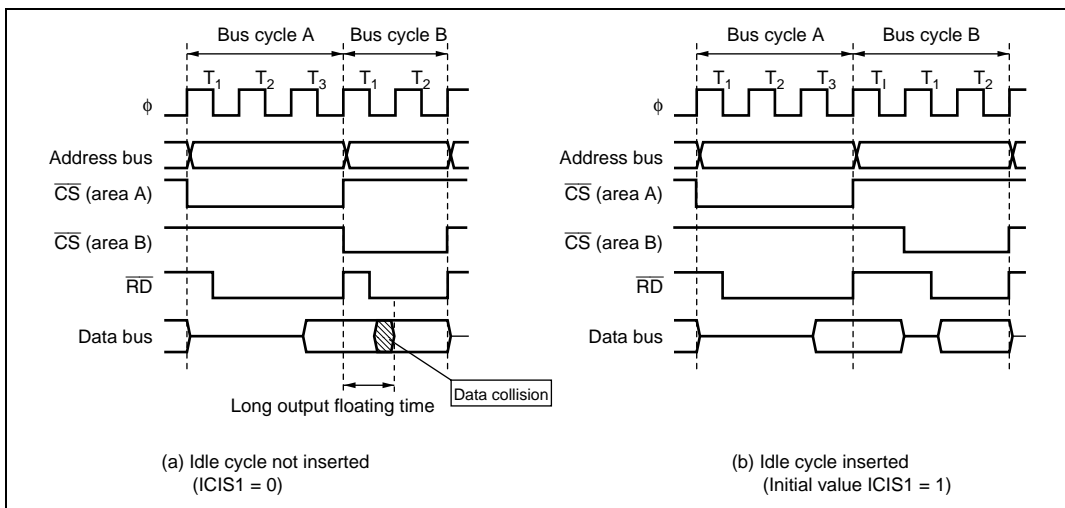 Bus cycle A Bus cycle B
T1 T2 T3 T1 T2
ϕ
Address bus
CS (area A)
CS (area B)
RD
Data bus
Data collision
Long output floating time
(a) Idle cycle not inserted
(ICIS1 = 0)
Bus cycle A Bus cycle B
T1 T2 T3 TI T1 T2
ϕ
Address bus
CS (area A)
CS (area B)
RD
Data bus
(b) Idle cycle inserted
(Initial value ICIS1 = 1)